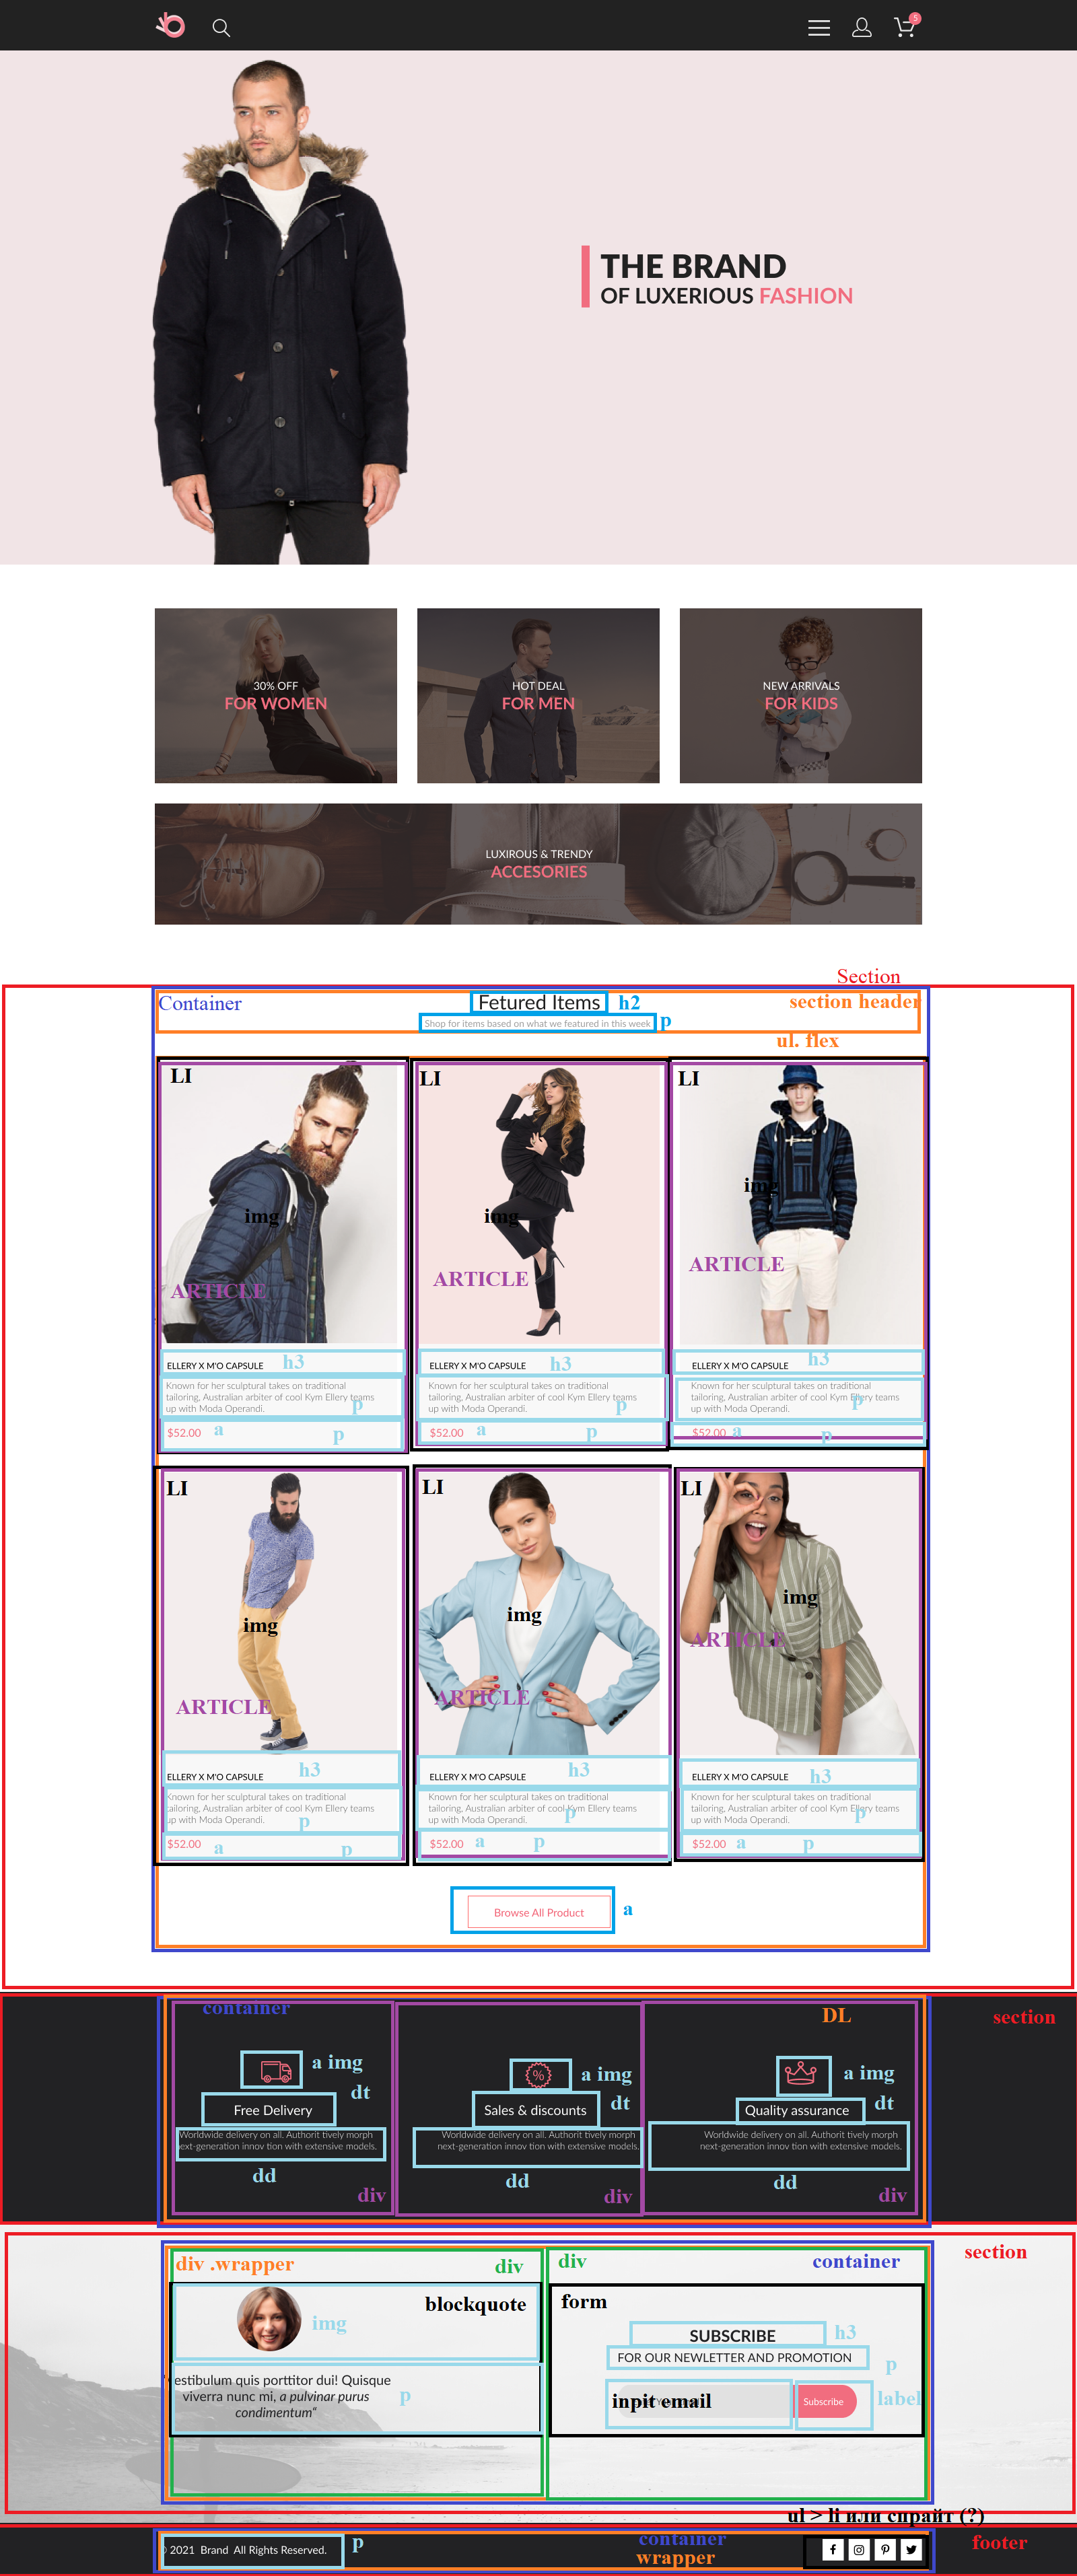 5
THE BRAND
OF LUXERIOUS FASHION
30% OFF
FOR WOMEN
HOT DEAL
FOR MEN
NEW ARRIVALS
FOR KIDS
LUXIROUS & TRENDY
ACCESORIES
Section
Container
Fetured Items h2
section header
Shop for items based on what we featured in this week p
ul. flex
LI
LI
LI
img
img
img
ARTICLE
ARTICLE
ARTICLE
ELLERY X M'O CAPSULE h3
Known for her sculptural takes on traditional
tailoring, Australian arbiter of cool Kym Ellery teams
up with Moda Operandi. p
$52.00 a p
ELLERY X M'O CAPSULE h3
Known for her sculptural takes on traditional
tailoring, Australian arbiter of cool Kym Ellery teams
up with Moda Operandi. p
$52.00 a p
ELLERY X M'O CAPSULE h3
Known for her sculptural takes on traditional
tailoring, Australian arbiter of cool Kym Ellery teams
up with Moda Operandi. p
$52.00 a p
LI
LI
LI
img
img
img
ARTICLE
ARTICLE
ARTICLE
ELLERY X M'O CAPSULE h3
Known for her sculptural takes on traditional
tailoring, Australian arbiter of cool Kym Ellery teams
up with Moda Operandi. p
$52.00 a p
ELLERY X M'O CAPSULE h3
Known for her sculptural takes on traditional
tailoring, Australian arbiter of cool Kym Ellery teams
up with Moda Operandi. p
$52.00 a p
ELLERY X M'O CAPSULE h3
Known for her sculptural takes on traditional
tailoring, Australian arbiter of cool Kym Ellery teams
up with Moda Operandi. p
$52.00 a p
Browse All Product a
container
DL
section
a img
dt
Free Delivery
Worldwide delivery on all. Authorit tively morph
next-generation innov tion with extensive models.
dd
div
a img
%
Sales & discounts dt
Worldwide delivery on all. Authorit tively morph
next-generation innov tion with extensive models.
dd
div
a img
Quality assurance dt
Worldwide delivery on all. Authorit tively morph
next-generation innov tion with extensive models.
dd
div
section
div .wrapper
div
div
container
blockquote
img
estibulum quis porttitor dui! Quisque
viverra nunc mi, a pulvinar purus p
condimentum“
form
SUBSCRIBE h3
FOR OUR NEWLETTER AND PROMOTION
p
inpit email
Subscribe label
ul > li или спрайт (?)
2021 Brand All Rights Reserved. p
container
wrapper
footer